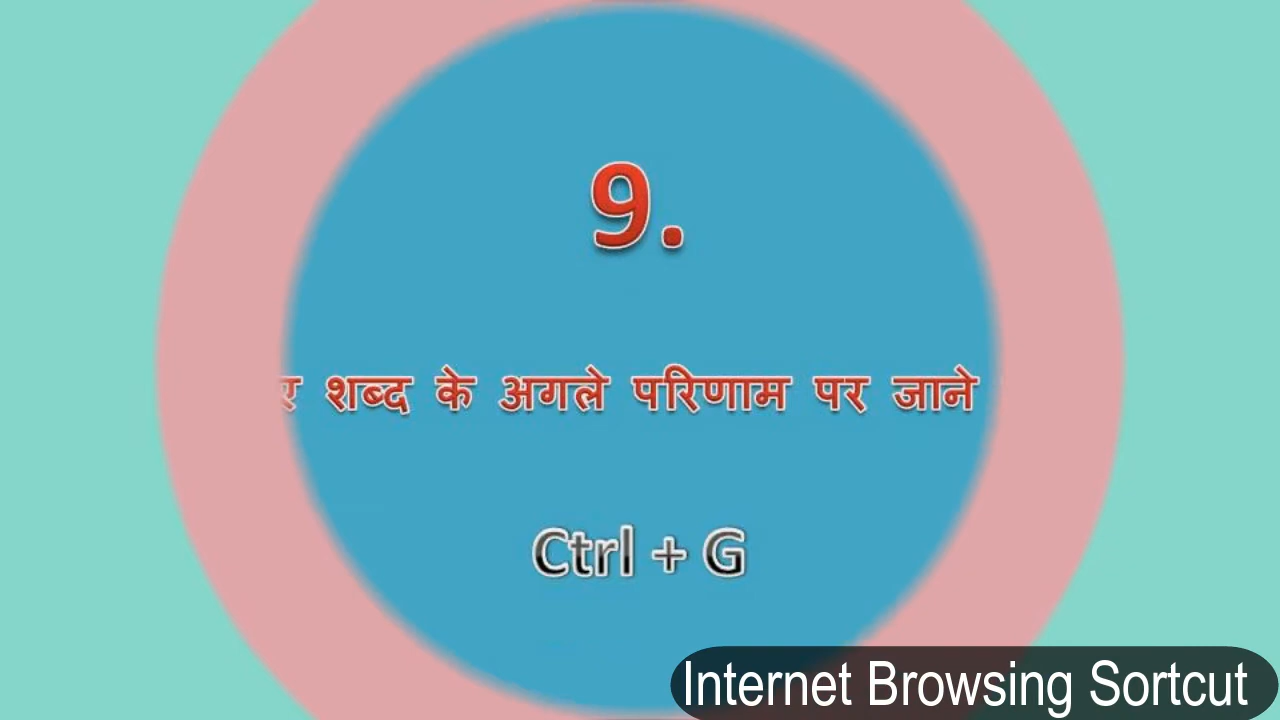 9.
शब्द के अगले परिणाम पर जाने
Ctrl + G
Internet Browsing Sortcut